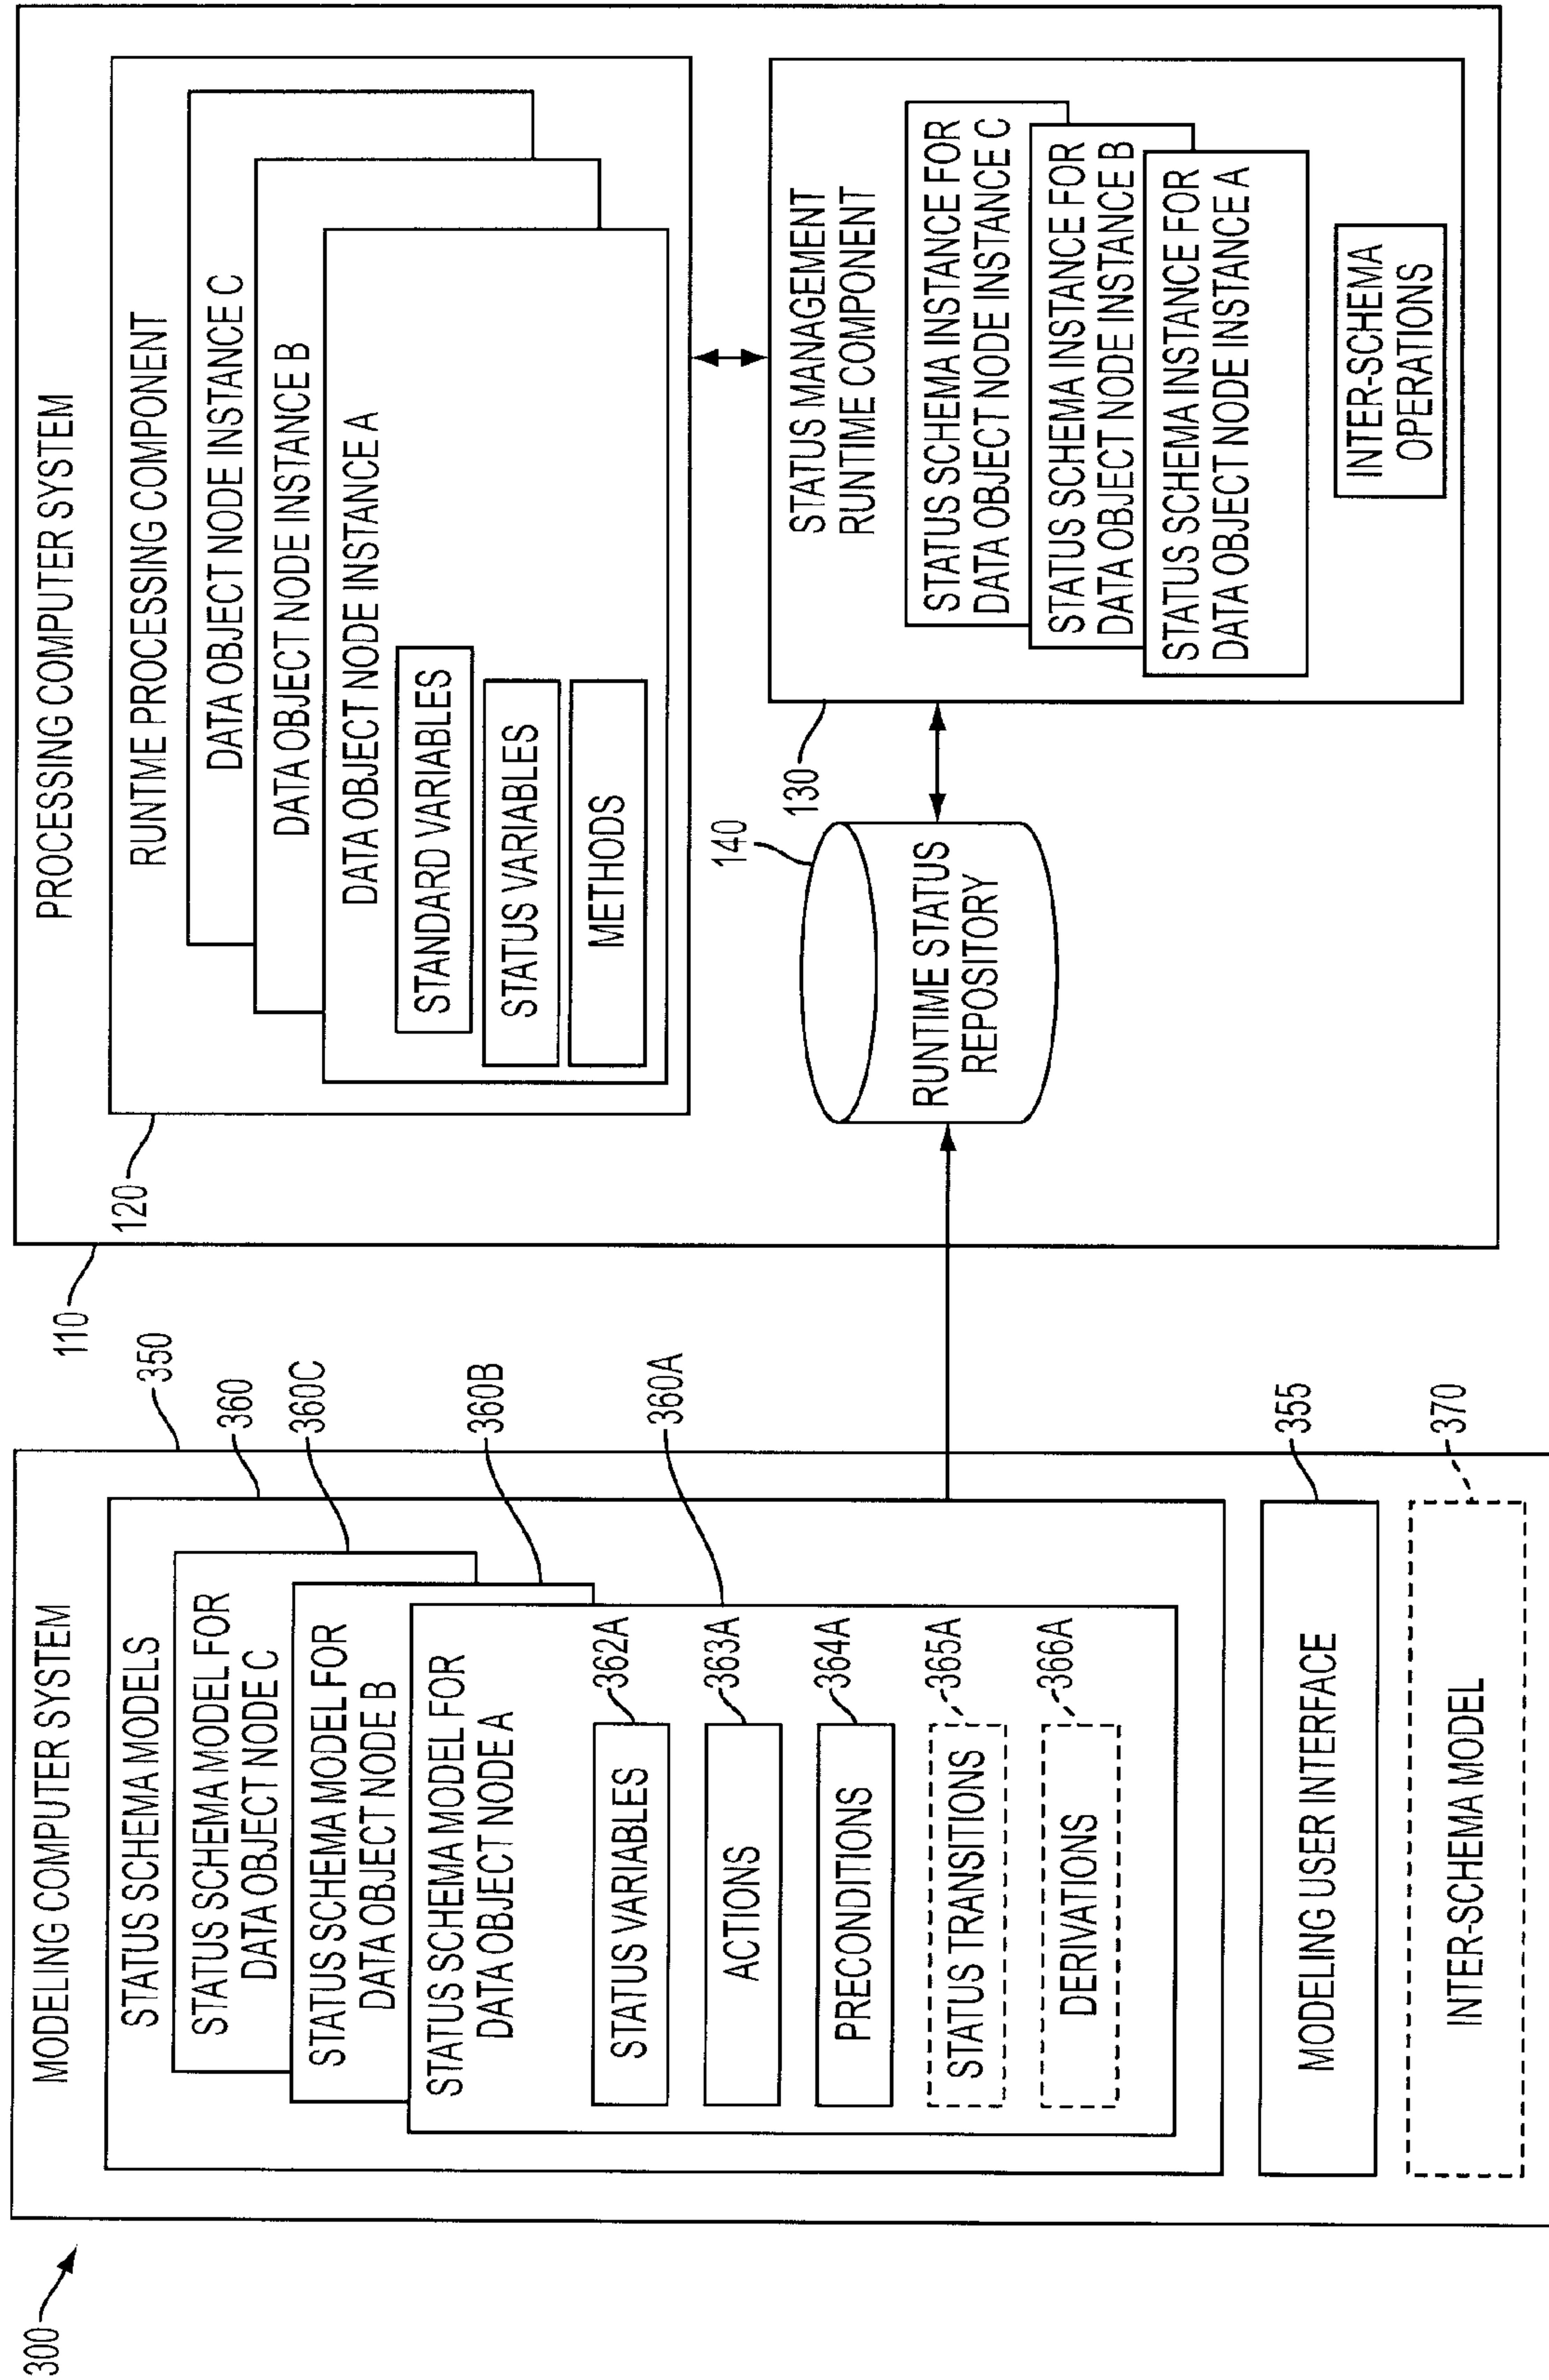 300
MODELING COMPUTER SYSTEM
350
STATUS SCHEMA MODELS
360
STATUS SCHEMA MODEL FOR
DATA OBJECT NODE C
360C
STATUS SCHEMA MODEL FOR
DATA OBJECT NODE B
360B
STATUS SCHEMA MODEL FOR
DATA OBJECT NODE A
360A
STATUS VARIABLES
362A
ACTIONS
363A
PRECONDITIONS
364A
STATUS TRANSITIONS
365A
DERIVATIONS
366A
MODELING USER INTERFACE
355
INTER-SCHEMA MODEL
370
110
PROCESSING COMPUTER SYSTEM
120
RUNTME PROCESSING COMPONENT
DATA OBJECT NODE INSTANCE C
DATA OBJECT NODE INSTANCE B
DATA OBJECT NODE INSTANCE A
STANDARD VARIABLES
STATUS VARIABLES
METHODS
140
RUNTIME STATUS
REPOSITORY
130
STATUS MANAGEMENT
RUNTIME COMPONENT
STATUS SCHEMA INSTANCE FOR
DATA OBJECT NODE INSTANCE C
STATUS SCHEMA INSTANCE FOR
DATA OBJECT NODE INSTANCE B
STATUS SCHEMA INSTANCE FOR
DATA OBJECT NODE INSTANCE A
INTER-SCHEMA
OPERATIONS